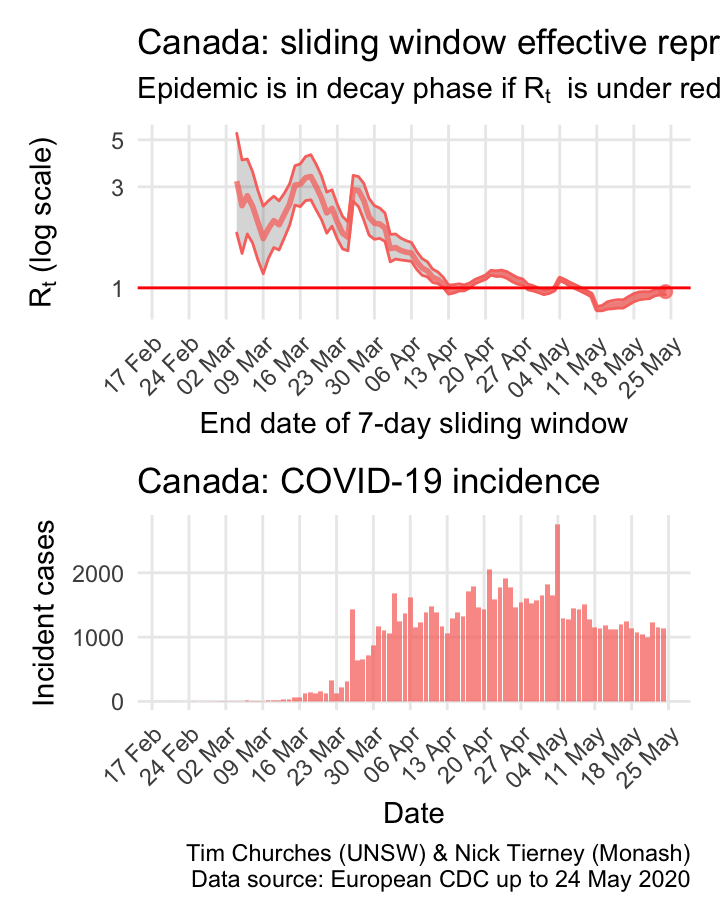 Canada: sliding window effective repr
Epidemic is in decay phase if Rt is under red
5
3
1
Rt (log scale)
17 Feb
24 Feb
02 Mar
09 Mar
16 Mar
23 Mar
30 Mar
06 Apr
13 Apr
20 Apr
27 Apr
04 May
11 May
18 May
25 May
End date of 7-day sliding window
Canada: COVID-19 incidence
2000
1000
0
Incident cases
17 Feb
24 Feb
02 Mar
09 Mar
16 Mar
23 Mar
30 Mar
06 Apr
13 Apr
20 Apr
27 Apr
04 May
11 May
18 May
25 May
Date
Tim Churches (UNSW) & Nick Tierney (Monash)
Data source: European CDC up to 24 May 2020